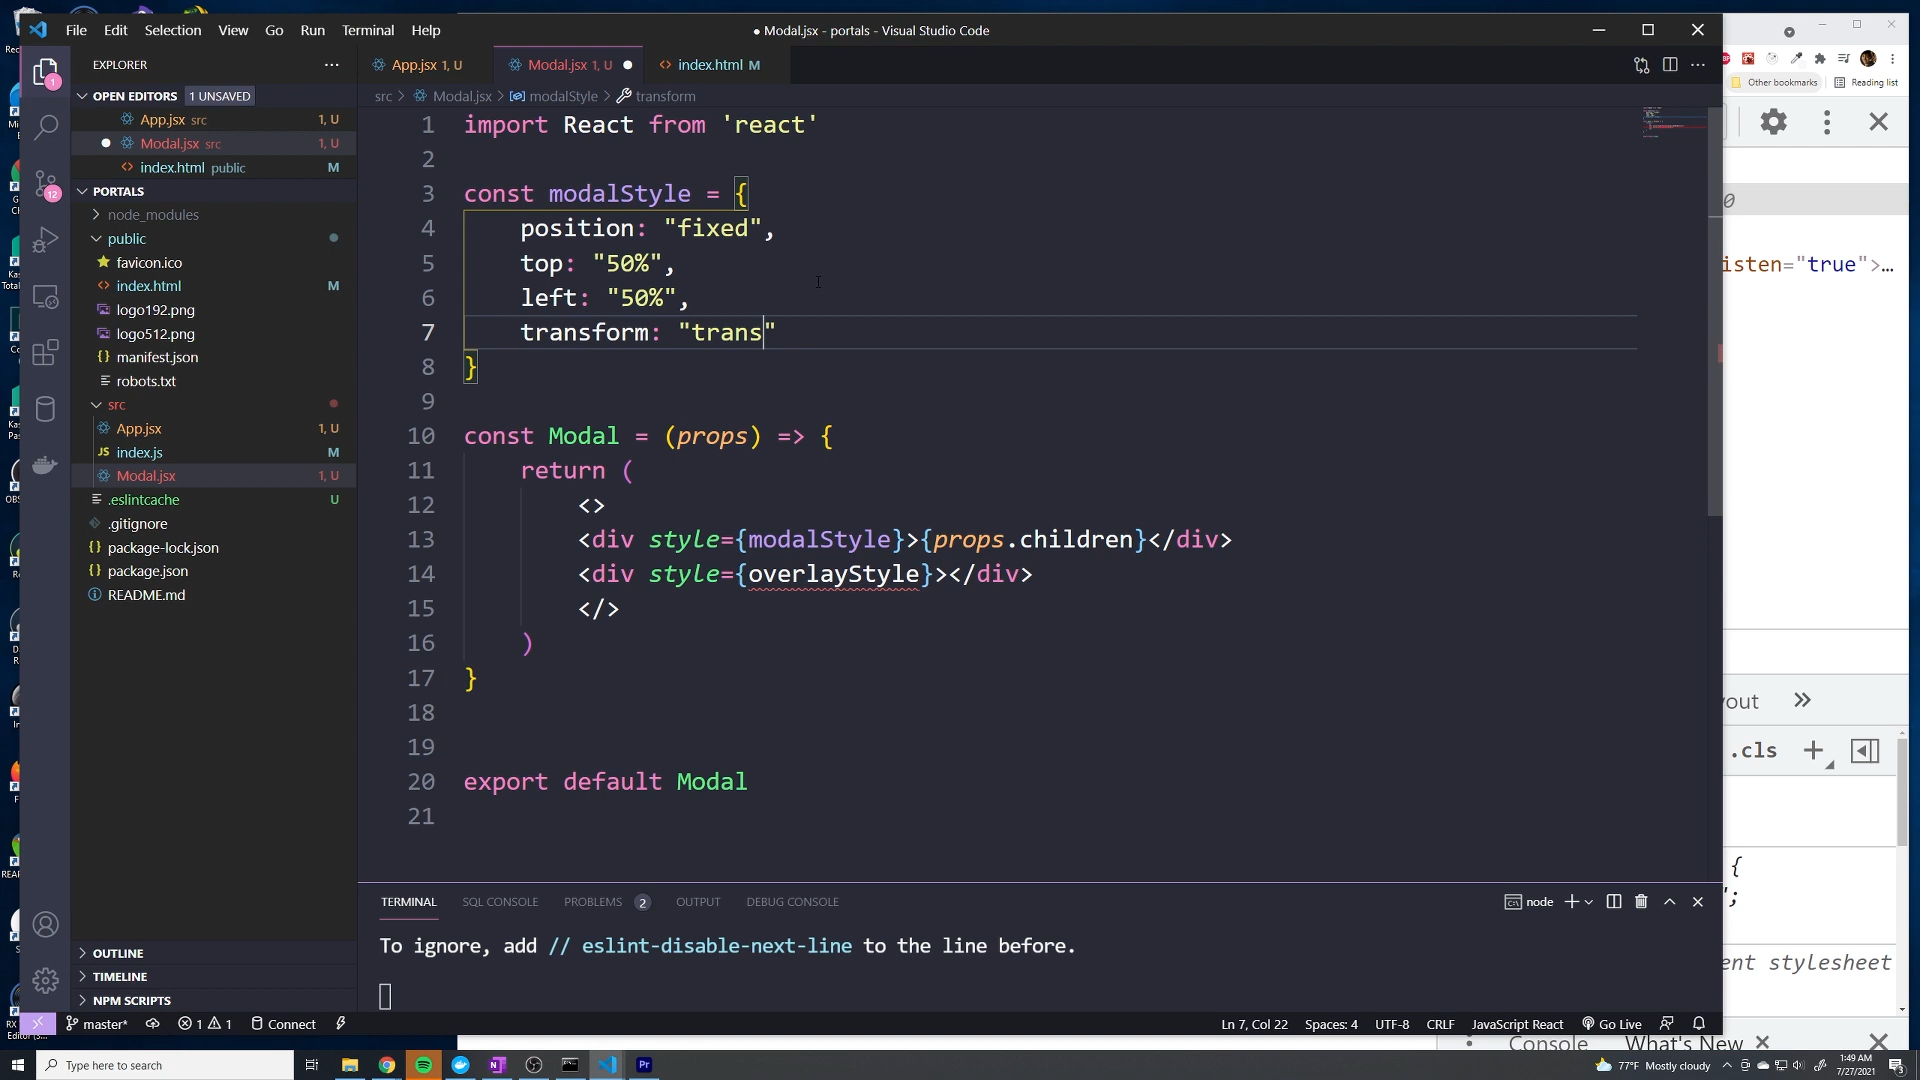 File Edit Selection View Go Run Terminal Help
● Modal.jsx - portals - Visual Studio Code
EXPLORER
OPEN EDITORS 1 UNSAVED
App.jsx src 1, U
Modal.jsx src 1, U
index.html public M
PORTALS
node_modules
public
favicon.ico
index.html M
logo192.png
logo512.png
manifest.json
robots.txt
src
App.jsx 1, U
index.js M
Modal.jsx 1, U
.eslintcache U
.gitignore
package-lock.json
package.json
README.md
OUTLINE
TIMELINE
NPM SCRIPTS
App.jsx 1, U
Modal.jsx 1, U ●
index.html M
src > Modal.jsx > modalStyle > transform
1 import React from 'react'
2
3 const modalStyle = {
4 position: "fixed",
5 top: "50%",
6 left: "50%",
7 transform: "trans"
8 }
9
10 const Modal = (props) => {
11 return (
12 <>
13 <div style={modalStyle}>{props.children}</div>
14 <div style={overlayStyle}></div>
15 </>
16 )
17 }
18
19
20 export default Modal
21
TERMINAL SQL CONSOLE PROBLEMS 2 OUTPUT DEBUG CONSOLE
node
To ignore, add // eslint-disable-next-line to the line before.
master* 1 1 Connect
Ln 7, Col 22 Spaces: 4 UTF-8 CRLF JavaScript React Go Live
Other bookmarks Reading list
0
isten="true">…
yout »
.cls
{
';
ent stylesheet
Console What's New
Type here to search
77°F Mostly cloudy
1:49 AM
7/27/2021
3